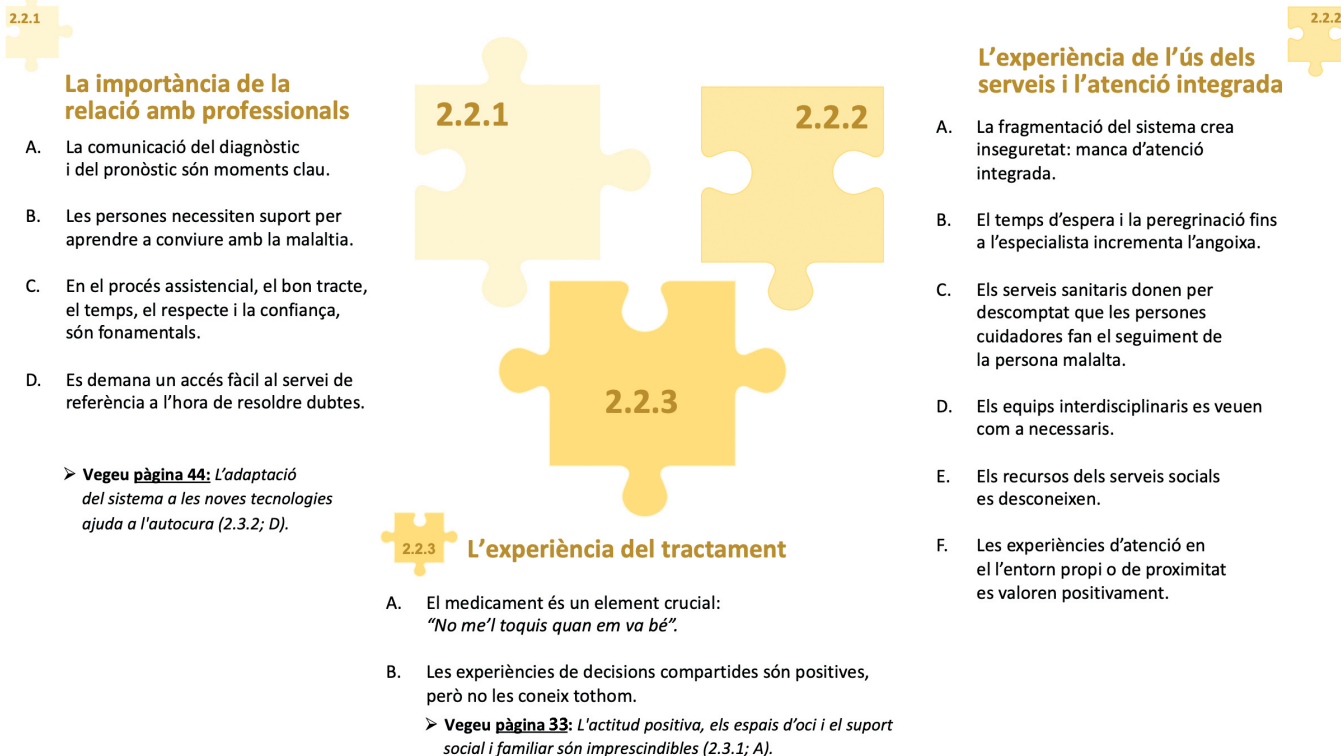 2.2.1
La importància de la
relació amb professionals
A. La comunicació del diagnòstic
i del pronòstic són moments clau.
B. Les persones necessiten suport per
aprendre a conviure amb la malaltia.
C. En el procés assistencial, el bon tracte,
el temps, el respecte i la confiança,
són fonamentals.
D. Es demana un accés fàcil al servei de
referència a l’hora de resoldre dubtes.
➢ Vegeu pàgina 44: L’adaptació
del sistema a les noves tecnologies
ajuda a l'autocura (2.3.2; D).
2.2.1
2.2.2
2.2.3
2.2.3
L’experiència del tractament
A. El medicament és un element crucial:
“No me’l toquis quan em va bé”.
B. Les experiències de decisions compartides són positives,
però no les coneix tothom.
➢ Vegeu pàgina 33: L'actitud positiva, els espais d’oci i el suport
social i familiar són imprescindibles (2.3.1; A).
2.2.2
L’experiència de l’ús dels
serveis i l’atenció integrada
A. La fragmentació del sistema crea
inseguretat: manca d’atenció
integrada.
B. El temps d’espera i la peregrinació fins
a l’especialista incrementa l’angoixa.
C. Els serveis sanitaris donen per
descomptat que les persones
cuidadores fan el seguiment de
la persona malalta.
D. Els equips interdisciplinaris es veuen
com a necessaris.
E. Els recursos dels serveis socials
es desconeixen.
F. Les experiències d’atenció en
el l’entorn propi o de proximitat
es valoren positivament.